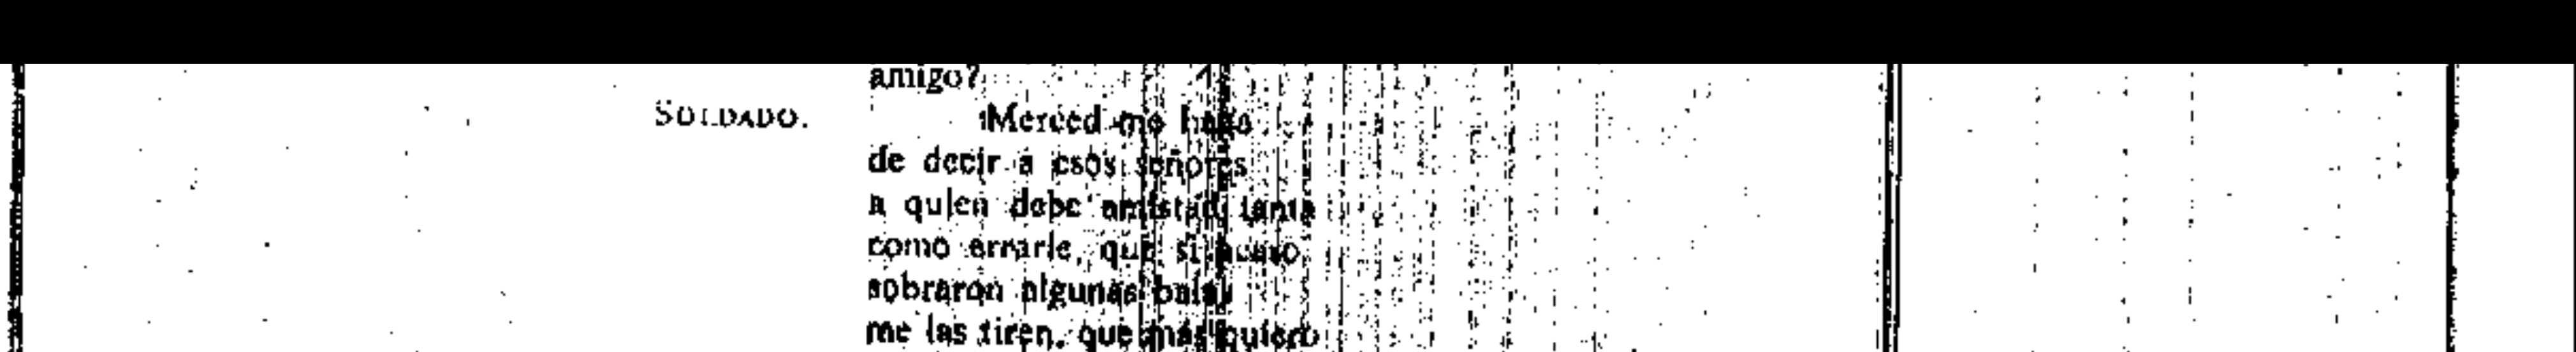 amigo?
SOLDADO. Merced me haga
de decir a esos señores
a quien debe amistad tanta
como errarle, que si acaso
sobraron algunas balas
me las tiren, que más quiero